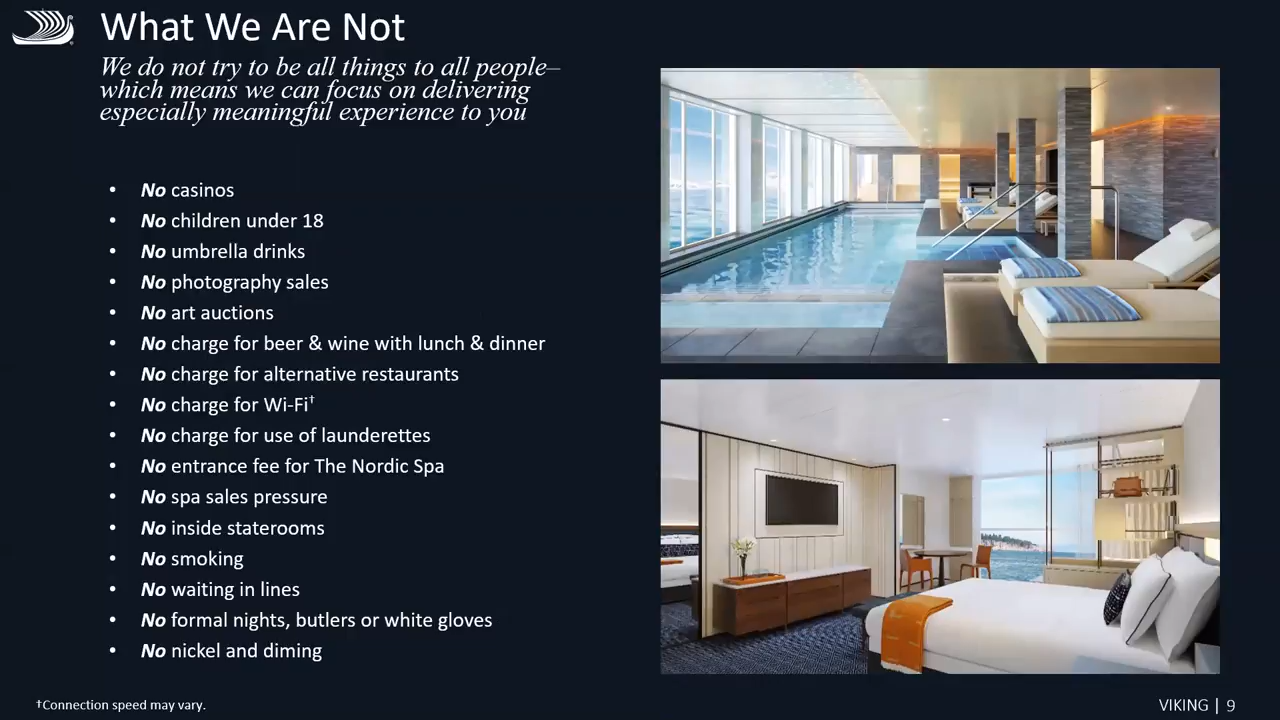 What We Are Not
We do not try to be all things to all people–
which means we can focus on delivering
especially meaningful experience to you
• No casinos
• No children under 18
• No umbrella drinks
• No photography sales
• No art auctions
• No charge for beer & wine with lunch & dinner
• No charge for alternative restaurants
• No charge for Wi-Fi†
• No charge for use of launderettes
• No entrance fee for The Nordic Spa
• No spa sales pressure
• No inside staterooms
• No smoking
• No waiting in lines
• No formal nights, butlers or white gloves
• No nickel and diming
†Connection speed may vary.
VIKING | 9